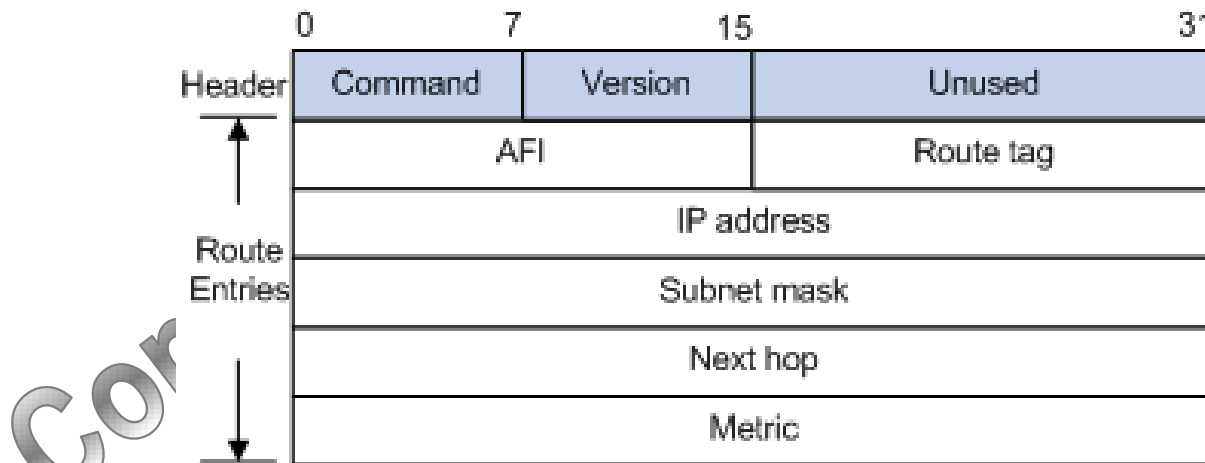 0 7 15 31
Header Command Version Unused
AFI Route tag
IP address
Route
Entries
Subnet mask
Next hop
Metric